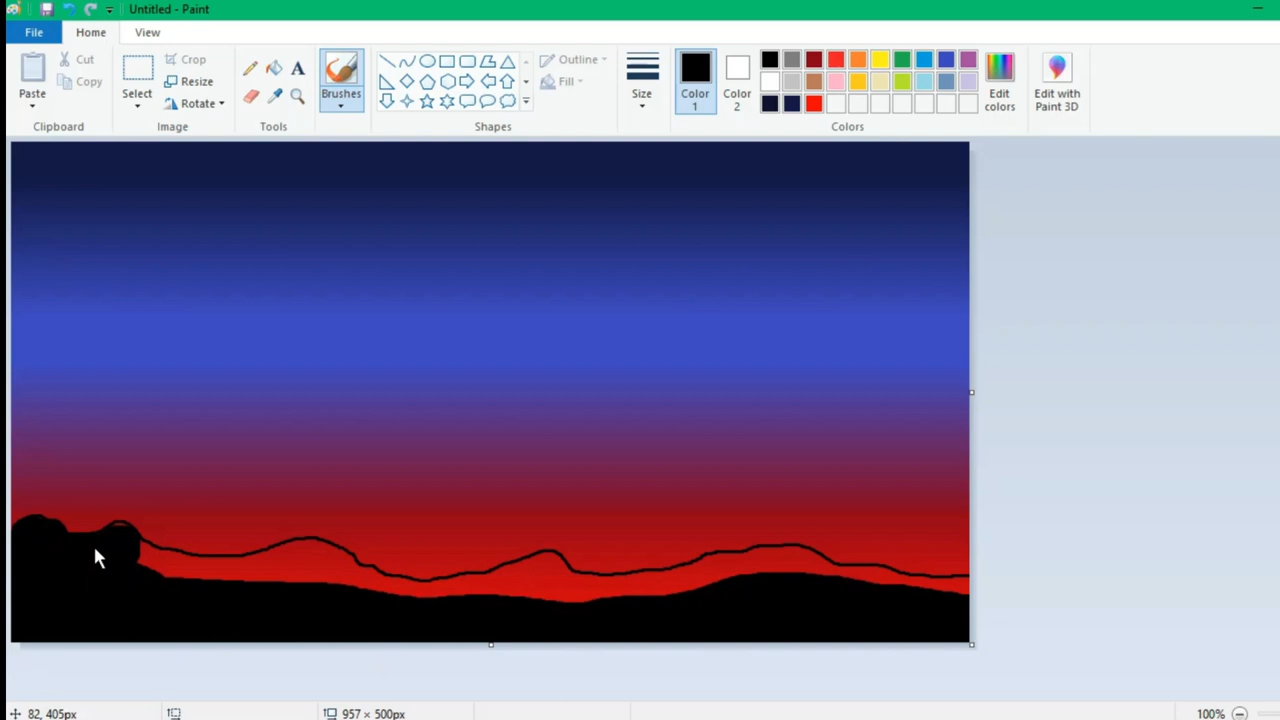 Untitled - Paint
File Home View
Paste
Cut
Copy
Clipboard
Select
Crop
Resize
Rotate
Image
A
Tools
Brushes
Shapes
Outline
Fill
Size
Color 1
Color 2
Colors
Edit colors
Edit with Paint 3D
82, 405px
957 × 500px
100%